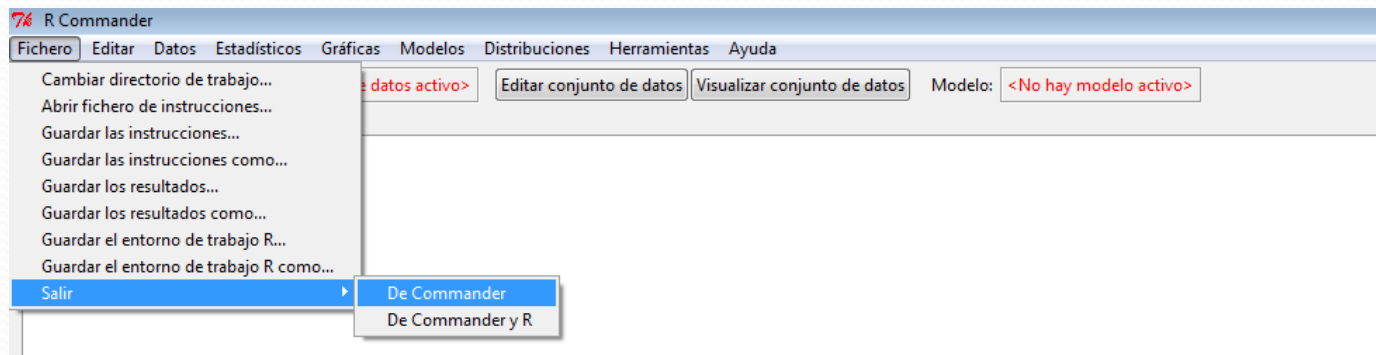 R Commander
Fichero Editar Datos Estadísticos Gráficas Modelos Distribuciones Herramientas Ayuda
datos activo> Editar conjunto de datos Visualizar conjunto de datos Modelo: <No hay modelo activo>
Cambiar directorio de trabajo...
Abrir fichero de instrucciones...
Guardar las instrucciones...
Guardar las instrucciones como...
Guardar los resultados...
Guardar los resultados como...
Guardar el entorno de trabajo R...
Guardar el entorno de trabajo R como...
Salir De Commander
De Commander y R